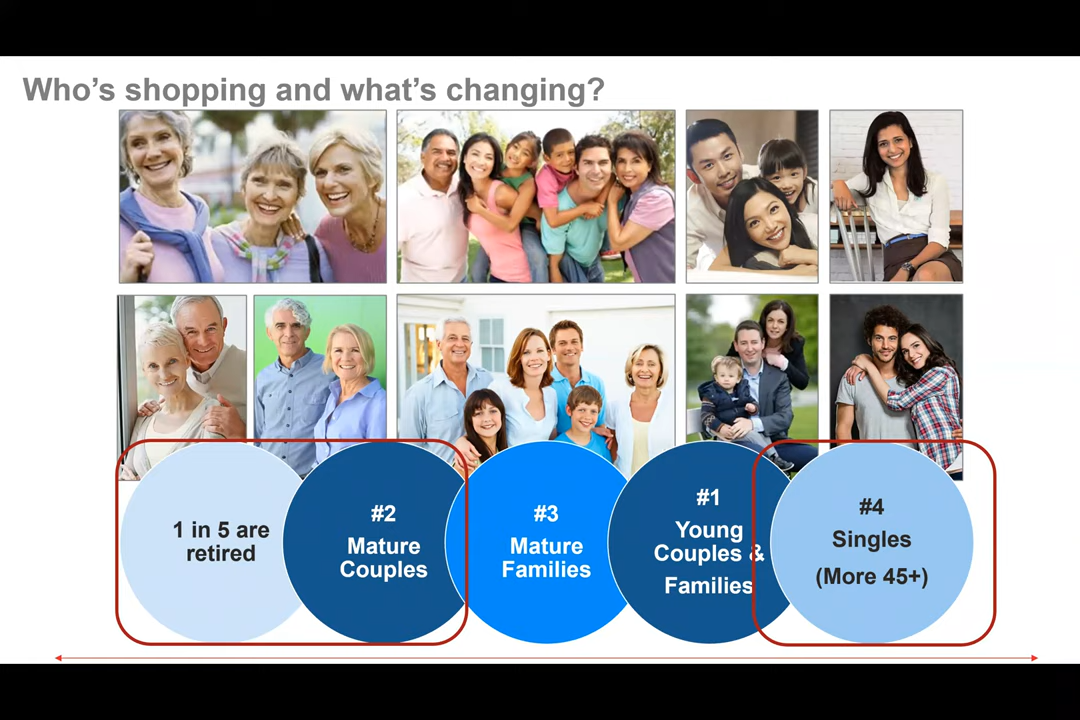 Who's shopping and what's changing?
1 in 5 are
retired
#2
Mature
Couples
#3
Mature
Families
#1
Young
Couples &
Families
#4
Singles
(More 45+)